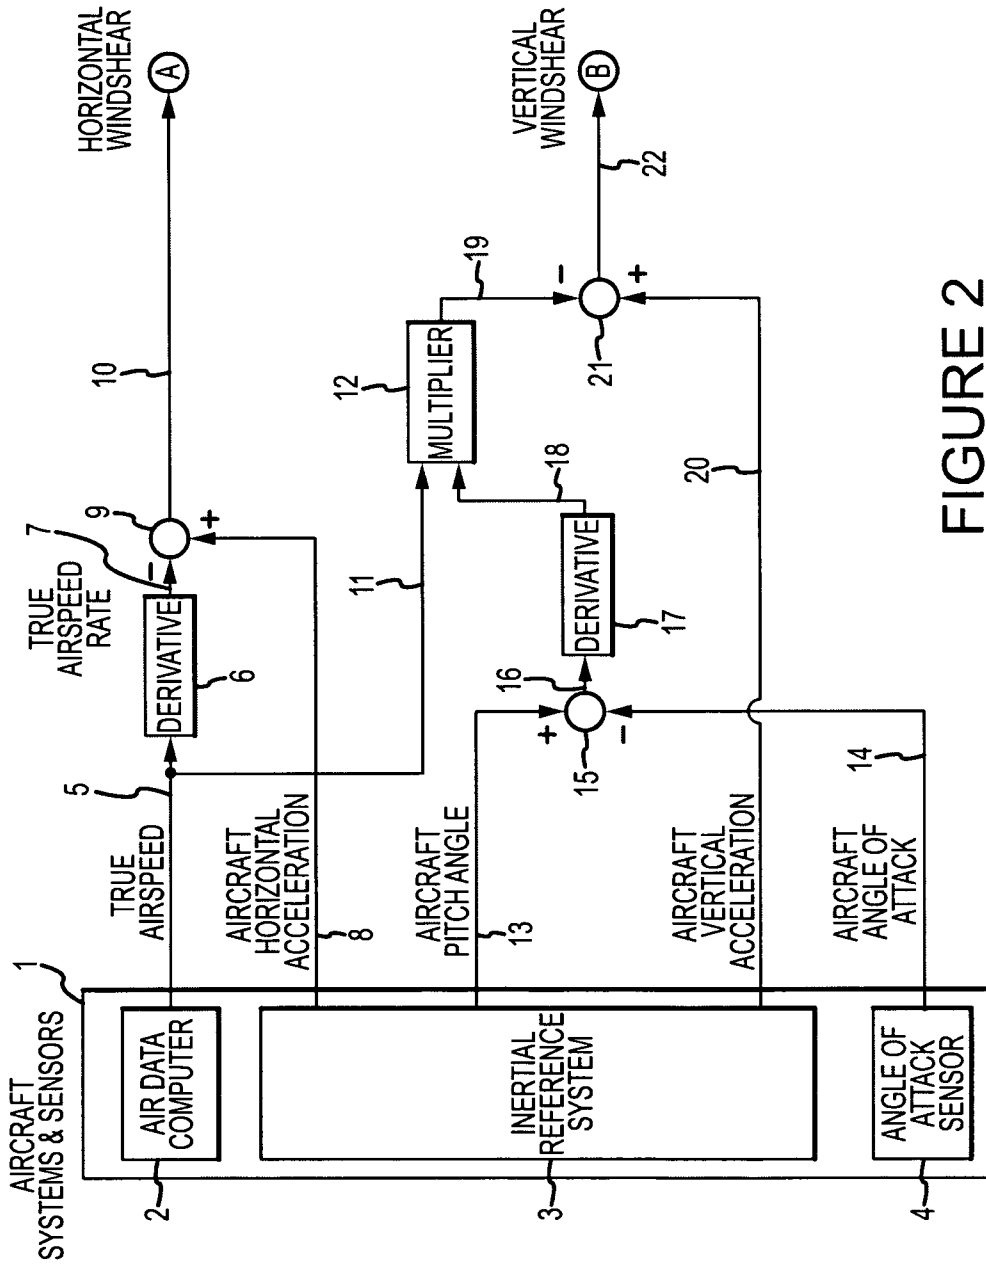 AIRCRAFT
SYSTEMS & SENSORS
1
AIR DATA
COMPUTER
2
INERTIAL
REFERENCE
SYSTEM
3
ANGLE OF
ATTACK
SENSOR
4
TRUE
AIRSPEED
5
DERIVATIVE
6
TRUE
AIRSPEED
RATE
7
−
+
9
10
HORIZONTAL
WINDSHEAR
A
AIRCRAFT
HORIZONTAL
ACCELERATION
8
11
MULTIPLIER
12
AIRCRAFT
PITCH ANGLE
13
+
−
15
16
DERIVATIVE
17
18
19
−
+
21
22
VERTICAL
WINDSHEAR
B
AIRCRAFT
VERTICAL
ACCELERATION
20
AIRCRAFT
ANGLE OF
ATTACK
14
FIGURE 2